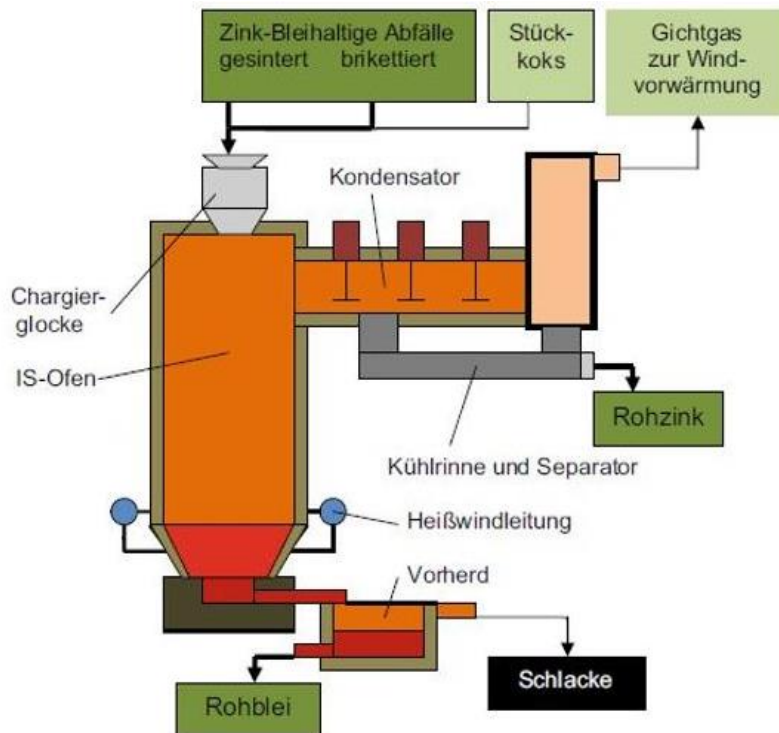 Zink-Bleihaltige Abfälle
gesintert brikettiert
Stück-
koks
Gichtgas
zur Wind-
vorwärmung
Kondensator
Chargier-
glocke
IS-Ofen
Rohzink
Kühlrinne und Separator
Heißwindleitung
Vorherd
Schlacke
Rohblei